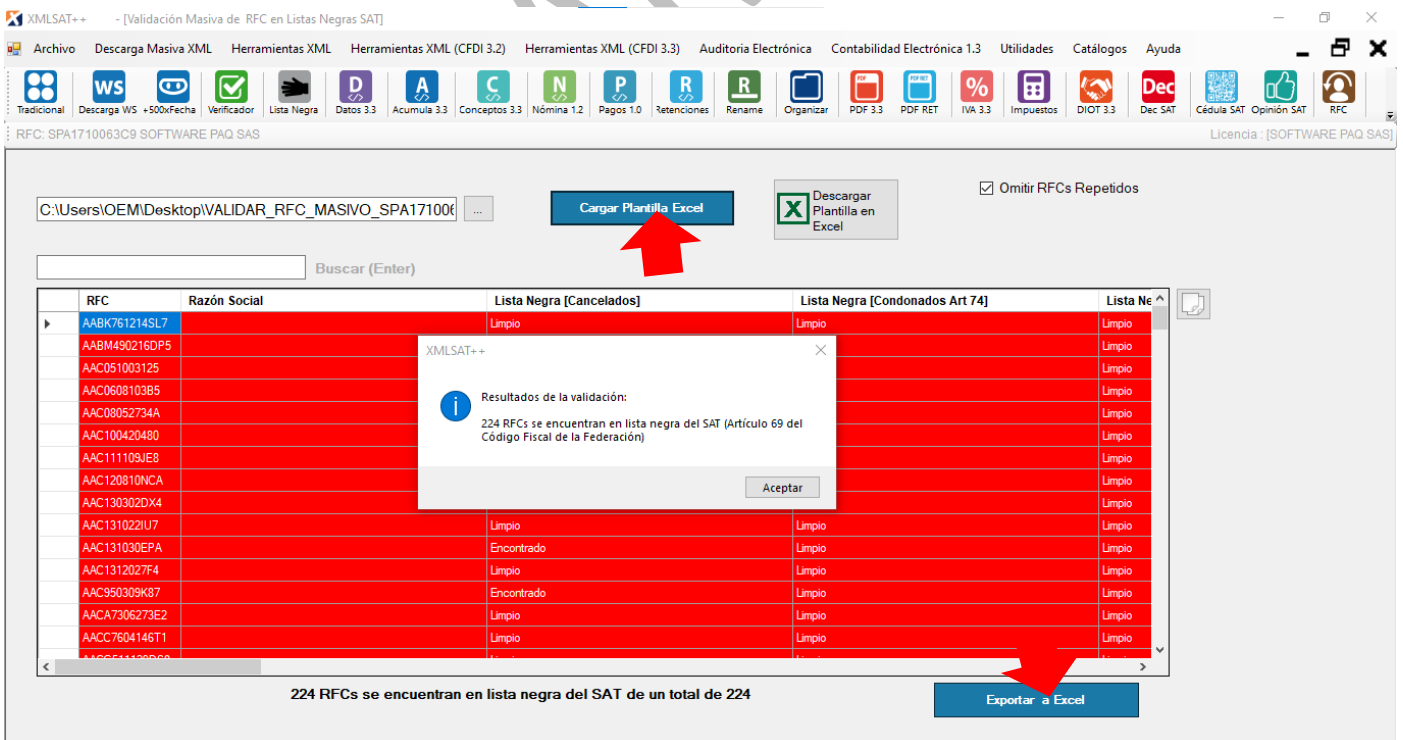 XMLSAT++ - [Validación Masiva de RFC en Listas Negras SAT]
Archivo Descarga Masiva XML Herramientas XML Herramientas XML (CFDI 3.2) Herramientas XML (CFDI 3.3) Auditoria Electrónica Contabilidad Electrónica 1.3 Utilidades Catálogos Ayuda
WS D A C N P R R PDF PDF RET % Dec
Tradicional Descarga WS +500xFecha Verificador Lista Negra Datos 3.3 Acumula 3.3 Conceptos 3.3 Nómina 1.2 Pagos 1.0 Retenciones Rename Organizar PDF 3.3 PDF RET IVA 3.3 Impuestos DIOT 3.3 Dec SAT Cédula SAT Opinión SAT RFC
RFC: SPA1710063C9 SOFTWARE PAQ SAS Licencia : [SOFTWARE PAQ SAS]
C:\Users\OEM\Desktop\VALIDAR_RFC_MASIVO_SPA171006 ... Cargar Plantilla Excel
Descargar
Plantilla en
Excel
Omitir RFCs Repetidos
Buscar (Enter)
RFC Razón Social Lista Negra [Cancelados] Lista Negra [Condonados Art 74] Lista Ne
AABK761214SL7 Limpio Limpio Limpio
AABM490216DP5 Limpio
AAC051003125 Limpio
AAC0608103B5 Limpio
AAC08052734A Limpio
AAC100420480 Limpio
AAC111109JE8 Limpio
AAC120810NCA Limpio
AAC130302DX4 Limpio
AAC131022IU7 Limpio Limpio Limpio
AAC131030EPA Encontrado Limpio Limpio
AAC1312027F4 Limpio Limpio Limpio
AAC950309K87 Encontrado Limpio Limpio
AACA7306273E2 Limpio Limpio Limpio
AACC7604146T1 Limpio Limpio Limpio
XMLSAT++
Resultados de la validación:
224 RFCs se encuentran en lista negra del SAT (Artículo 69 del
Código Fiscal de la Federación)
Aceptar
224 RFCs se encuentran en lista negra del SAT de un total de 224
Exportar a Excel